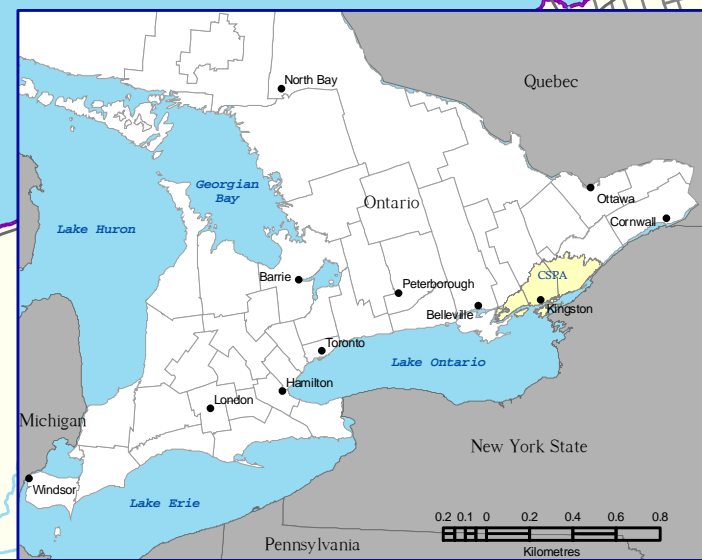 North Bay
Quebec
Georgian
Bay
Ottawa
Ontario
Cornwall
Lake Huron
CSPA
Barrie
Peterborough
Belleville
Kingston
Toronto
Lake Ontario
Hamilton
London
Michigan
New York State
Windsor
Lake Erie
0.2 0.1 0 0.2 0.4 0.6 0.8
Kilometres
Pennsylvania